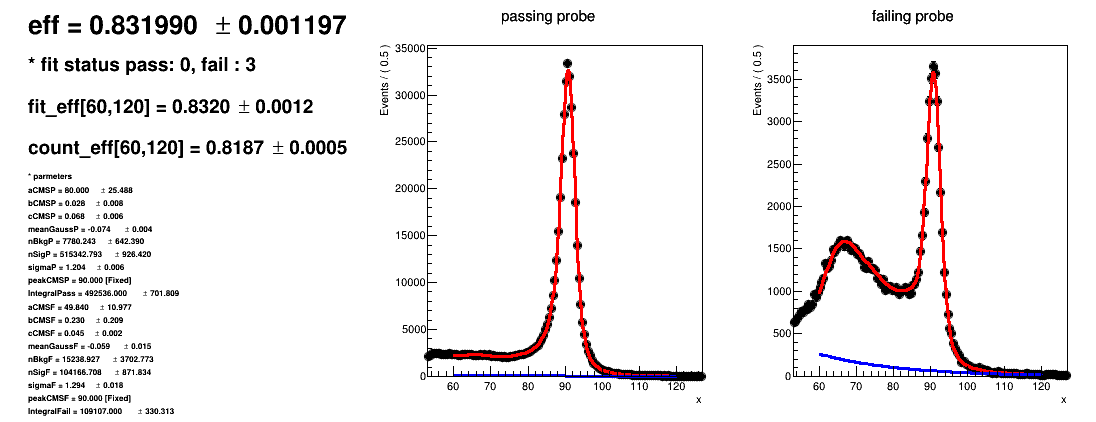 eff = 0.831990 ± 0.001197
* fit status pass: 0, fail : 3
fit_eff[60,120] = 0.8320 ± 0.0012
count_eff[60,120] = 0.8187 ± 0.0005
* parmeters
aCMSP = 80.000 ± 25.488
bCMSP = 0.028 ± 0.008
cCMSP = 0.068 ± 0.006
meanGaussP = -0.074 ± 0.004
nBkgP = 7780.243 ± 642.390
nSigP = 515342.793 ± 926.420
sigmaP = 1.204 ± 0.006
peakCMSP = 90.000 [Fixed]
IntegralPass = 492536.000 ± 701.809
aCMSF = 49.840 ± 10.977
bCMSF = 0.230 ± 0.209
cCMSF = 0.045 ± 0.002
meanGaussF = -0.059 ± 0.015
nBkgF = 15238.927 ± 3702.773
nSigF = 104166.708 ± 871.834
sigmaF = 1.294 ± 0.018
peakCMSF = 90.000 [Fixed]
IntegralFail = 109107.000 ± 330.313
passing probe
Events / ( 0.5 )
35000
30000
25000
20000
15000
10000
5000
0
60 70 80 90 100 110 120
x
failing probe
Events / ( 0.5 )
3500
3000
2500
2000
1500
1000
500
0
60 70 80 90 100 110 120
x